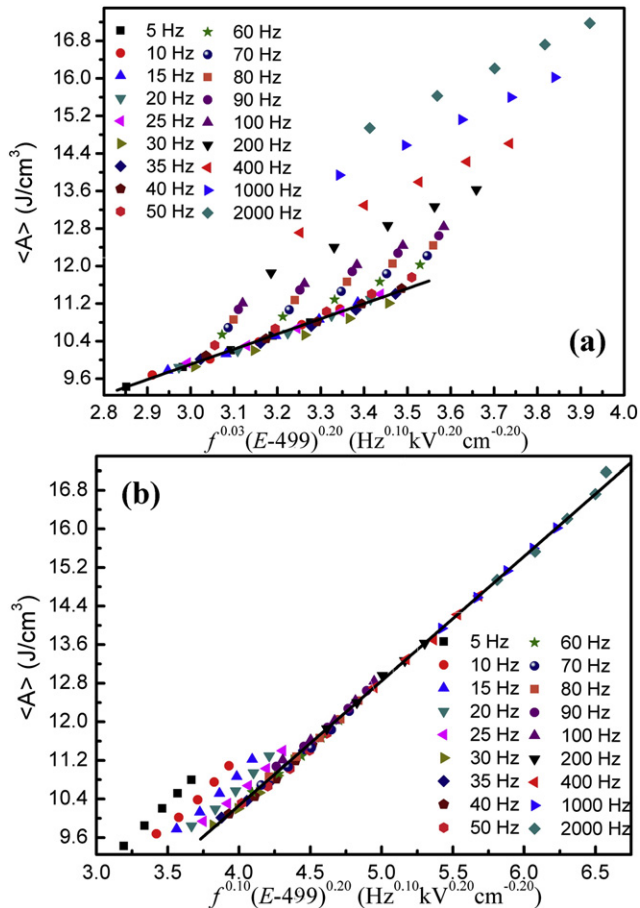 16.8
16.0
15.2
14.4
13.6
12.8
12.0
11.2
10.4
9.6
<A> (J/cm³)
5 Hz 60 Hz
10 Hz 70 Hz
15 Hz 80 Hz
20 Hz 90 Hz
25 Hz 100 Hz
30 Hz 200 Hz
35 Hz 400 Hz
40 Hz 1000 Hz
50 Hz 2000 Hz
(a)
2.8 2.9 3.0 3.1 3.2 3.3 3.4 3.5 3.6 3.7 3.8 3.9 4.0
f^0.03(E-499)^0.20 (Hz^0.10kV^0.20cm^-0.20)
(b)
16.8
16.0
15.2
14.4
13.6
12.8
12.0
11.2
10.4
9.6
<A> (J/cm³)
5 Hz 60 Hz
10 Hz 70 Hz
15 Hz 80 Hz
20 Hz 90 Hz
25 Hz 100 Hz
30 Hz 200 Hz
35 Hz 400 Hz
40 Hz 1000 Hz
50 Hz 2000 Hz
3.0 3.5 4.0 4.5 5.0 5.5 6.0 6.5
f^0.10(E-499)^0.20 (Hz^0.10kV^0.20cm^-0.20)